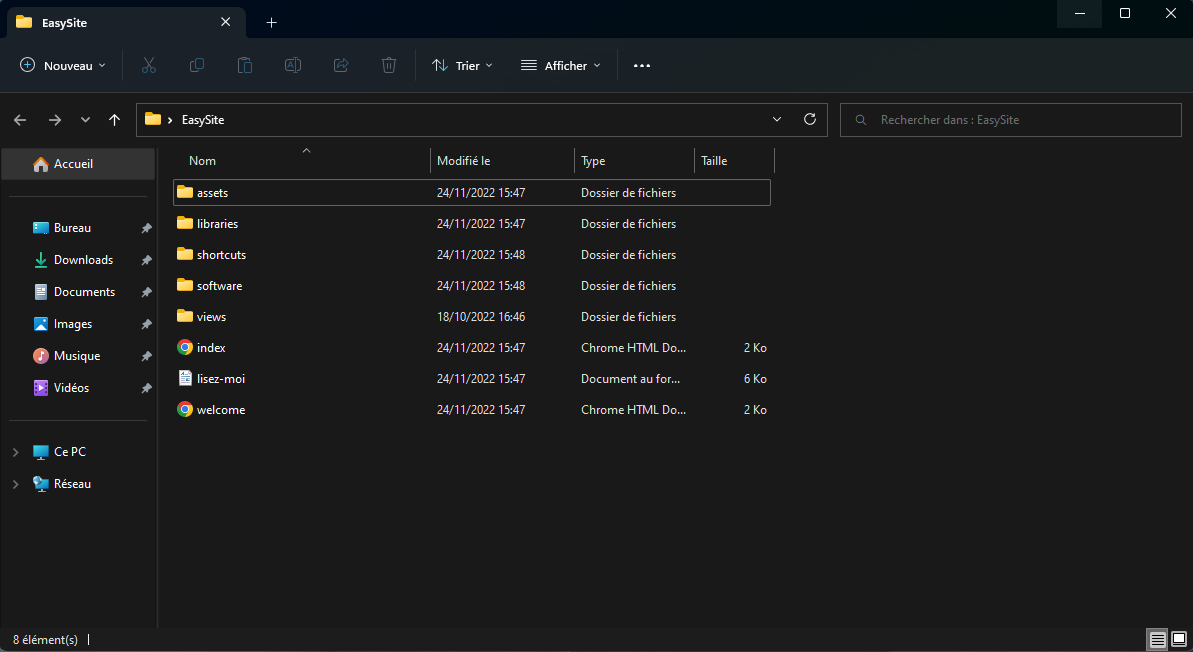 EasySite
Nouveau
Trier
Afficher
EasySite
Rechercher dans : EasySite
Accueil
Bureau
Downloads
Documents
Images
Musique
Vidéos
Ce PC
Réseau
Nom Modifié le Type Taille
assets 24/11/2022 15:47 Dossier de fichiers
libraries 24/11/2022 15:47 Dossier de fichiers
shortcuts 24/11/2022 15:48 Dossier de fichiers
software 24/11/2022 15:48 Dossier de fichiers
views 18/10/2022 16:46 Dossier de fichiers
index 24/11/2022 15:47 Chrome HTML Do... 2 Ko
lisez-moi 24/11/2022 15:47 Document au for... 6 Ko
welcome 24/11/2022 15:47 Chrome HTML Do... 2 Ko
8 élément(s)